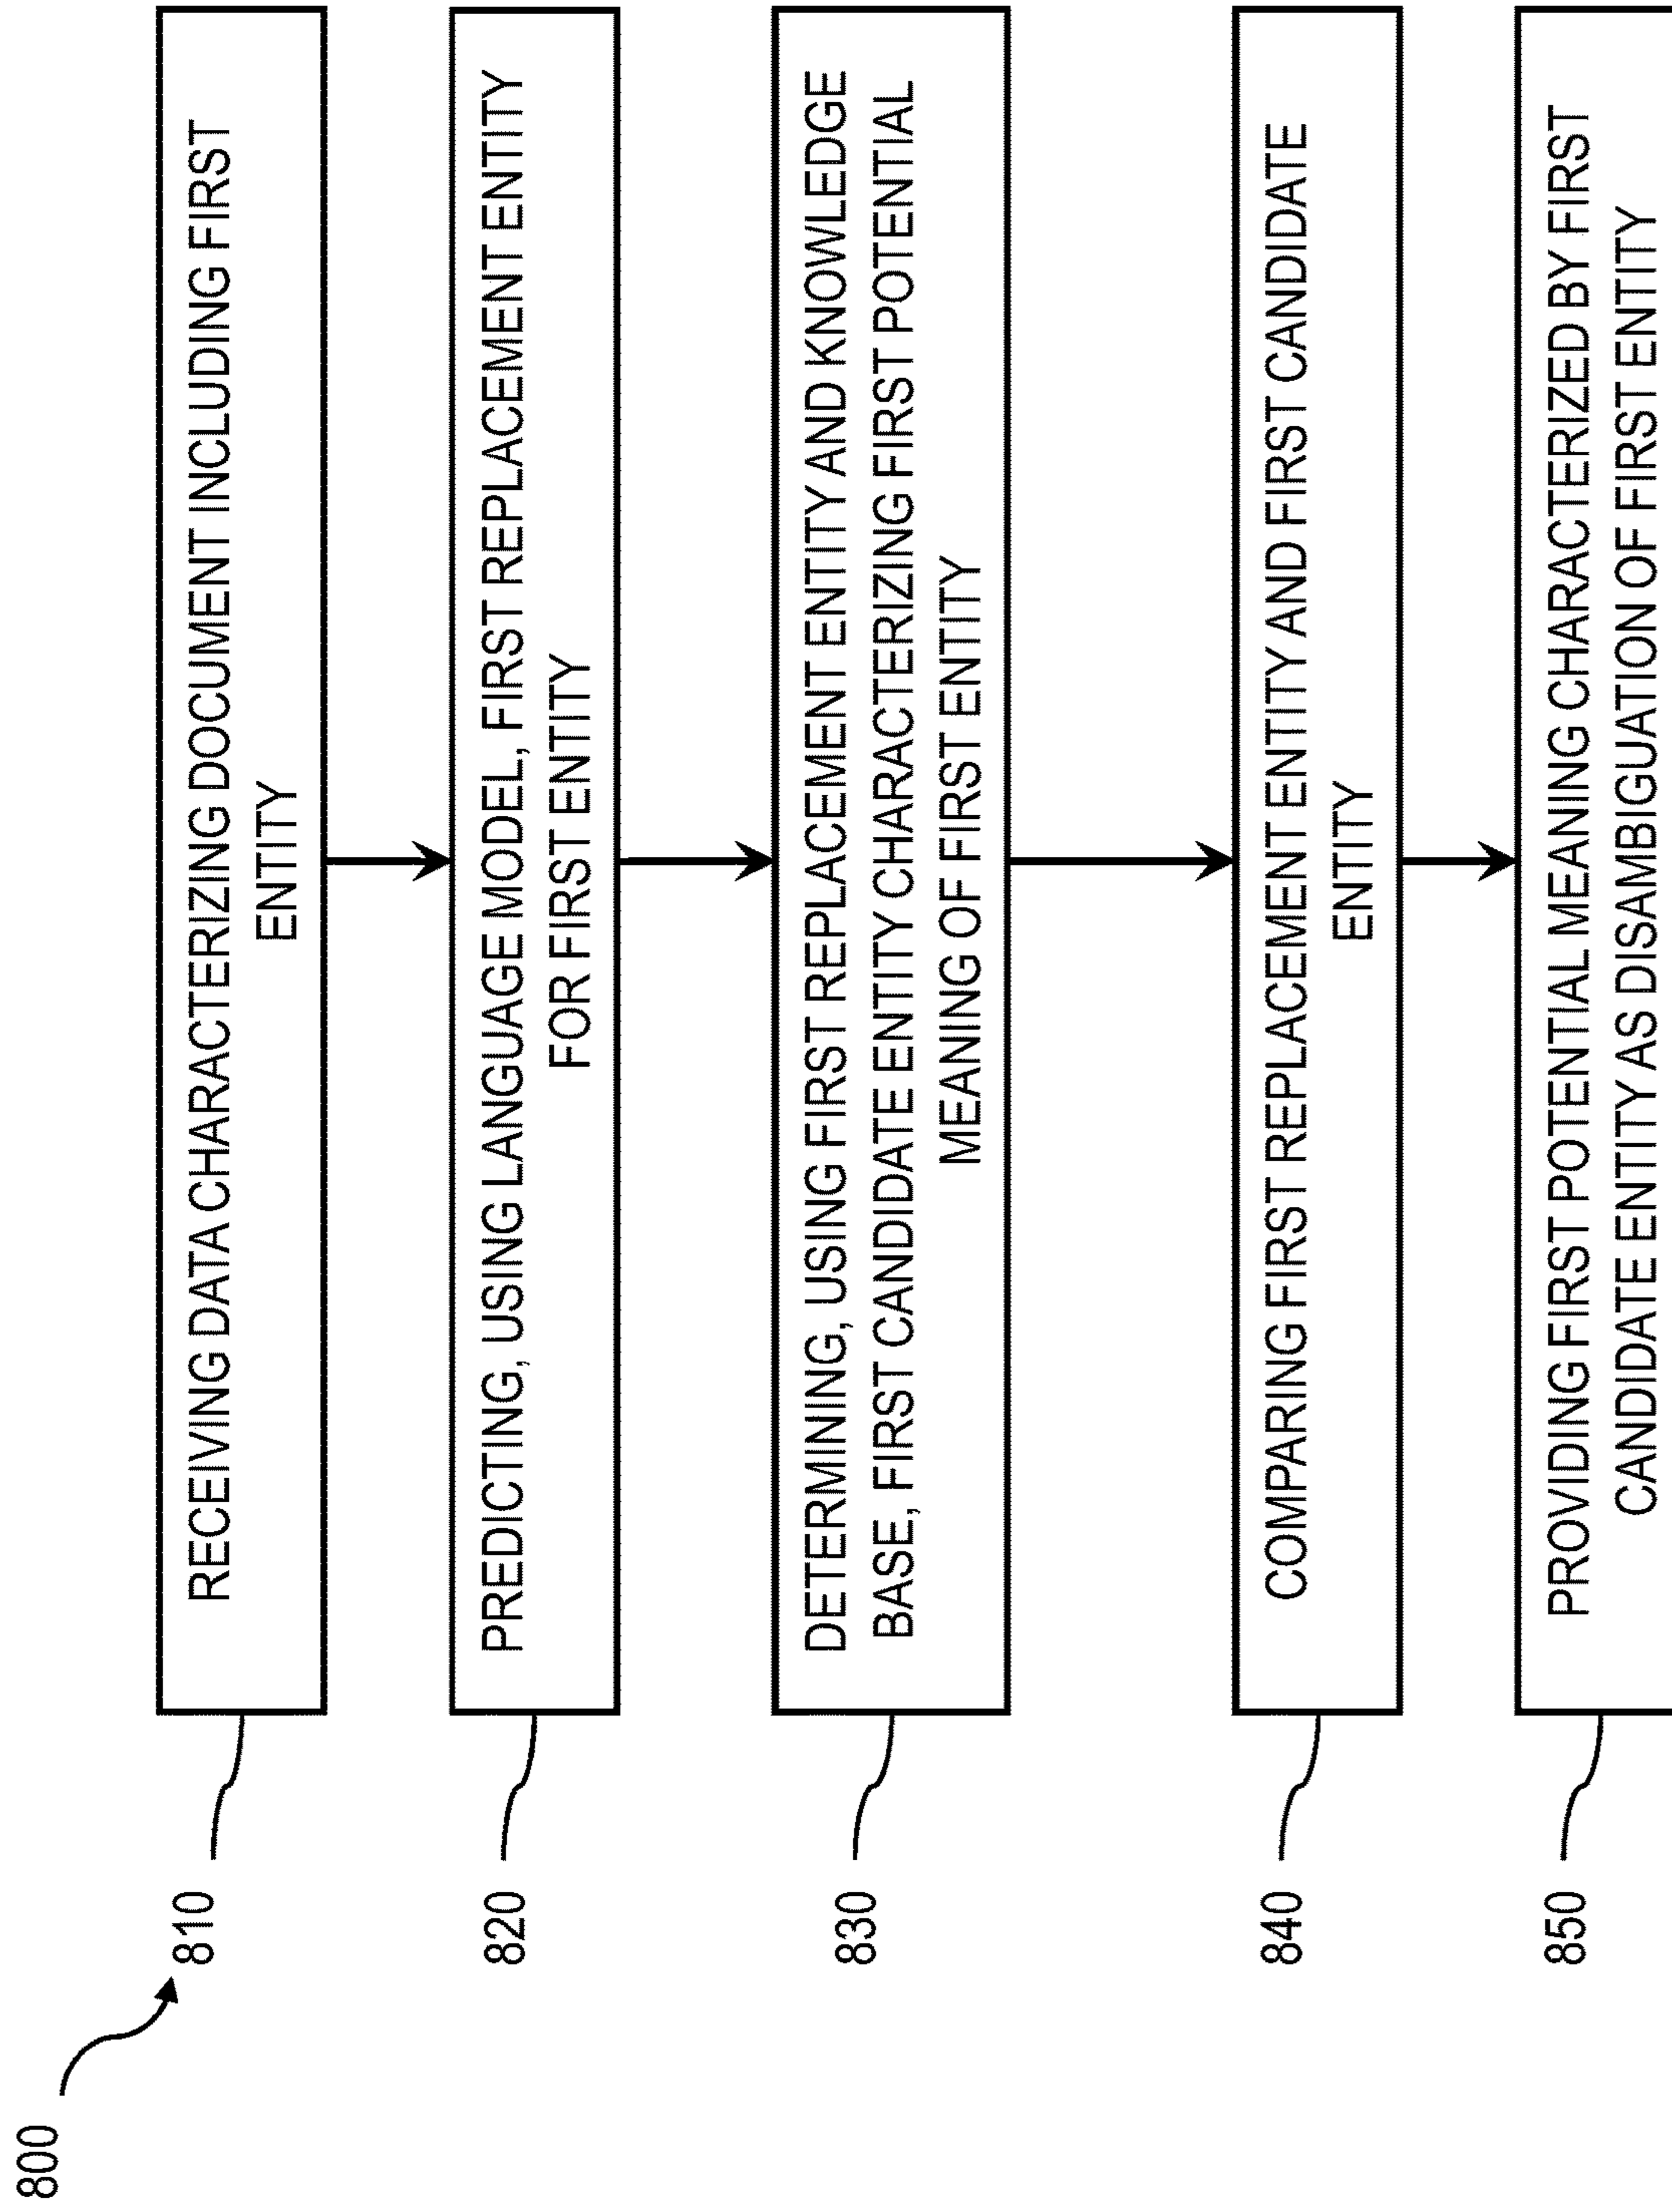 800
810
RECEIVING DATA CHARACTERIZING DOCUMENT INCLUDING FIRST
ENTITY
820
PREDICTING, USING LANGUAGE MODEL, FIRST REPLACEMENT ENTITY
FOR FIRST ENTITY
830
DETERMINING, USING FIRST REPLACEMENT ENTITY AND KNOWLEDGE
BASE, FIRST CANDIDATE ENTITY CHARACTERIZING FIRST POTENTIAL
MEANING OF FIRST ENTITY
840
COMPARING FIRST REPLACEMENT ENTITY AND FIRST CANDIDATE
ENTITY
850
PROVIDING FIRST POTENTIAL MEANING CHARACTERIZED BY FIRST
CANDIDATE ENTITY AS DISAMBIGUATION OF FIRST ENTITY